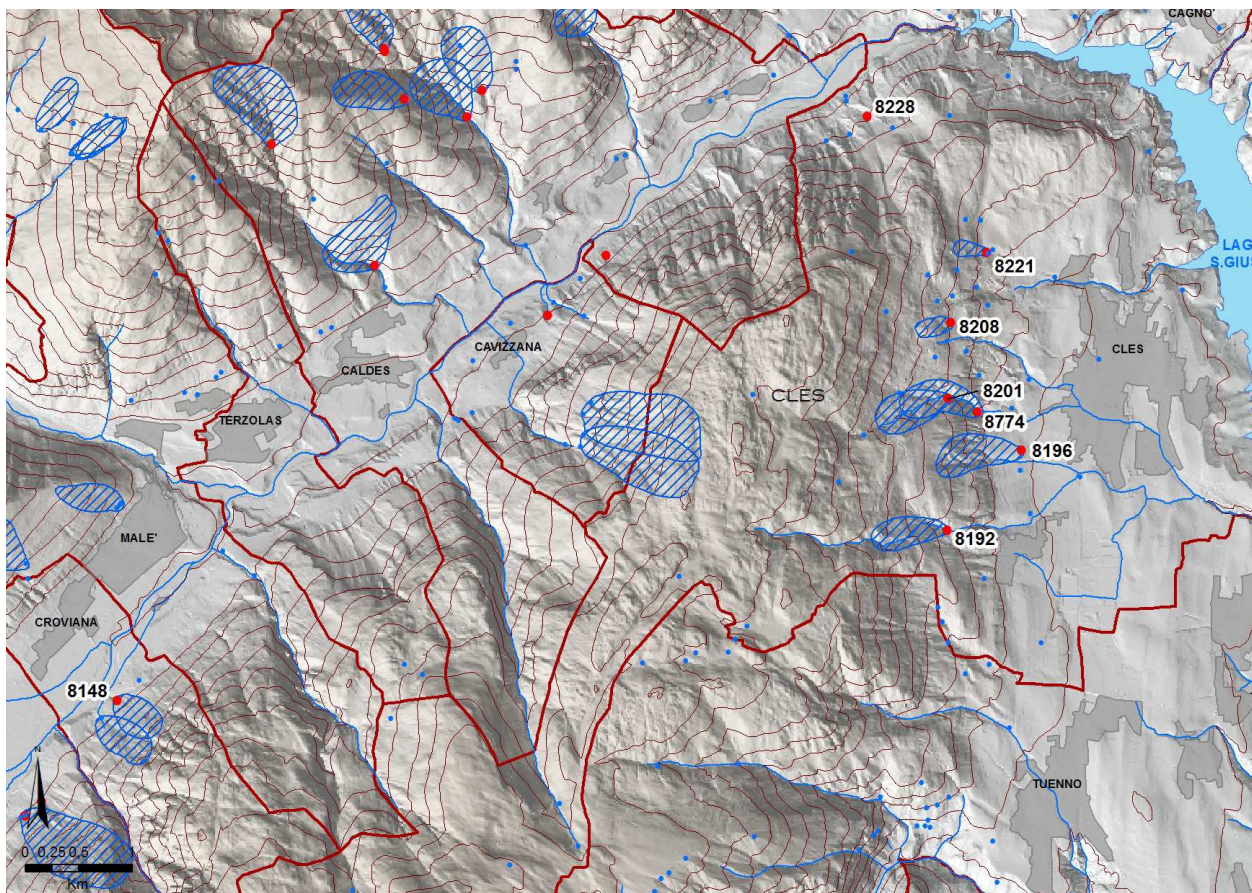 CAGNO'
8228
LAG
S.GIUS
8221
8208
CLES
CAVIZZANA
CALDES
CLES
8201
8774
TERZOLAS
8196
8192
MALE'
CROVIANA
8148
TUENNO
N
0 0,25 0,5 1
Km